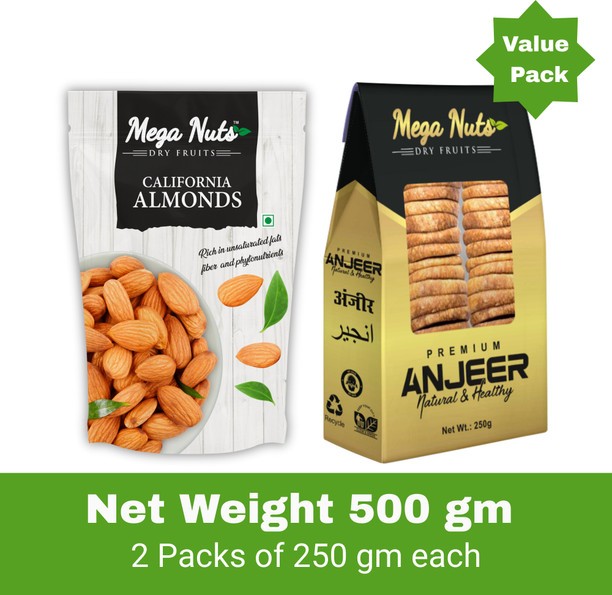 Value
Pack
Mega Nuts™
DRY FRUITS
CALIFORNIA
ALMONDS
Rich in unsaturated fats
fiber and phytonutrients
Mega Nuts
DRY FRUITS
PREMIUM
ANJEER
Natural & Healthy
अंजीर
انجیر
Recycle
PREMIUM
ANJEER
Natural & Healthy
Net Wt.: 250g
Net Weight 500 gm
2 Packs of 250 gm each